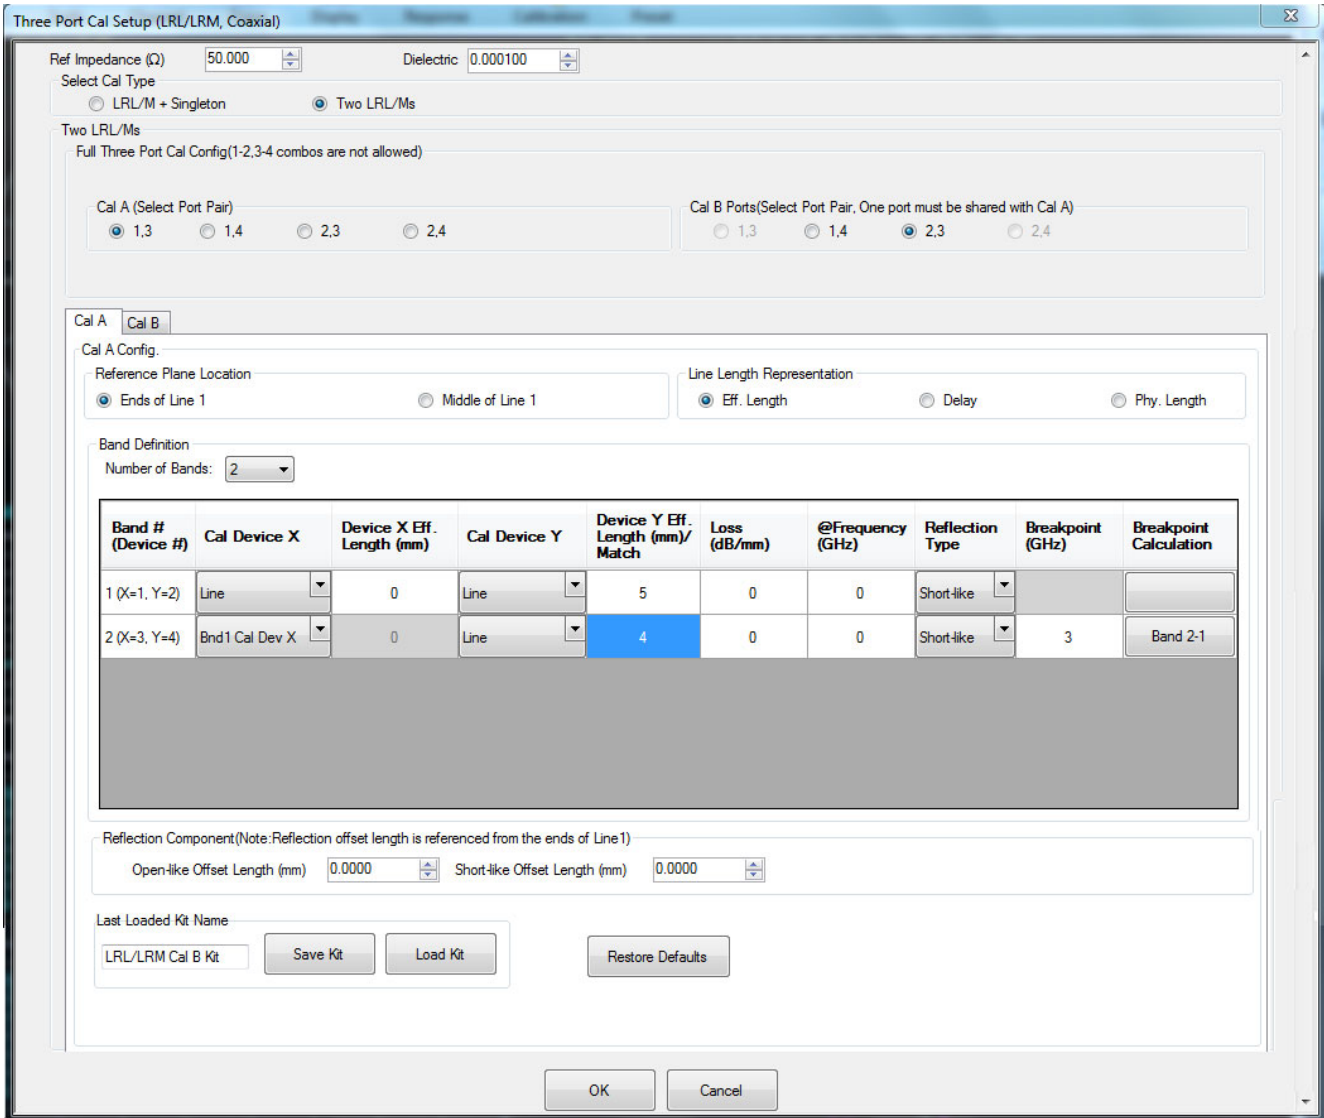 Three Port Cal Setup (LRL/LRM, Coaxial)
Display Response Calibration Preset
Ref Impedance (Ω) 50.000 Dielectric 0.000100
Select Cal Type
LRL/M + Singleton Two LRL/Ms
Two LRL/Ms
Full Three Port Cal Config(1-2,3-4 combos are not allowed)
Cal A (Select Port Pair) Cal B Ports(Select Port Pair, One port must be shared with Cal A)
1,3 1,4 2,3 2,4 1,3 1,4 2,3 2,4
Cal A Cal B
Cal A Config.
Reference Plane Location Line Length Representation
Ends of Line 1 Middle of Line 1 Eff. Length Delay Phy. Length
Band Definition
Number of Bands: 2
Band # (Device #) Cal Device X Device X Eff. Length (mm) Cal Device Y Device Y Eff. Length (mm)/ Match Loss (dB/mm) @Frequency (GHz) Reflection Type Breakpoint (GHz) Breakpoint Calculation
1 (X=1, Y=2) Line 0 Line 5 0 0 Short-like
2 (X=3, Y=4) Bnd1 Cal Dev X 0 Line 4 0 0 Short-like 3 Band 2-1
Reflection Component(Note:Reflection offset length is referenced from the ends of Line1)
Open-like Offset Length (mm) 0.0000 Short-like Offset Length (mm) 0.0000
Last Loaded Kit Name
LRL/LRM Cal B Kit Save Kit Load Kit Restore Defaults
OK Cancel